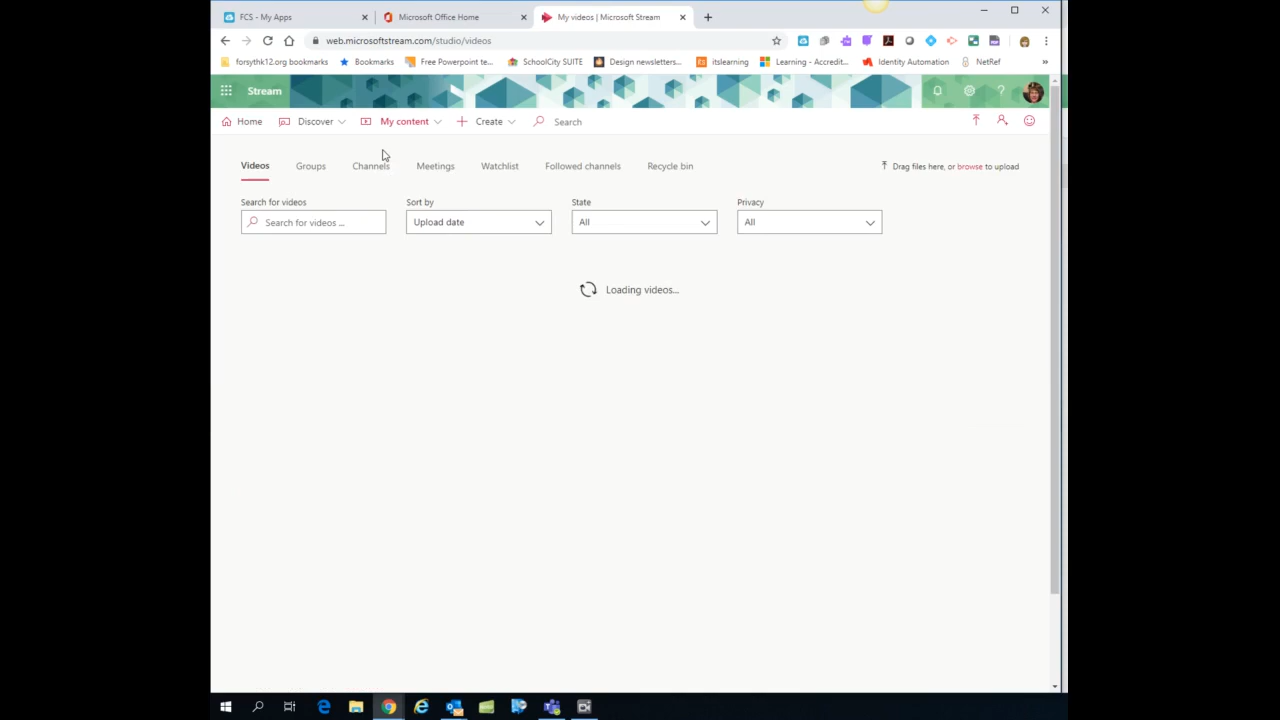 FCS - My Apps
Microsoft Office Home
My videos | Microsoft Stream
web.microsoftstream.com/studio/videos
forsythk12.org bookmarks Bookmarks Free Powerpoint te... SchoolCity SUITE Design newsletters... itslearning Learning - Accredit... Identity Automation NetRef »
Stream ?
Home Discover My content Create Search
Videos Groups Channels Meetings Watchlist Followed channels Recycle bin Drag files here, or browse to upload
Search for videos Sort by State Privacy
Search for videos ... Upload date All All
Loading videos...